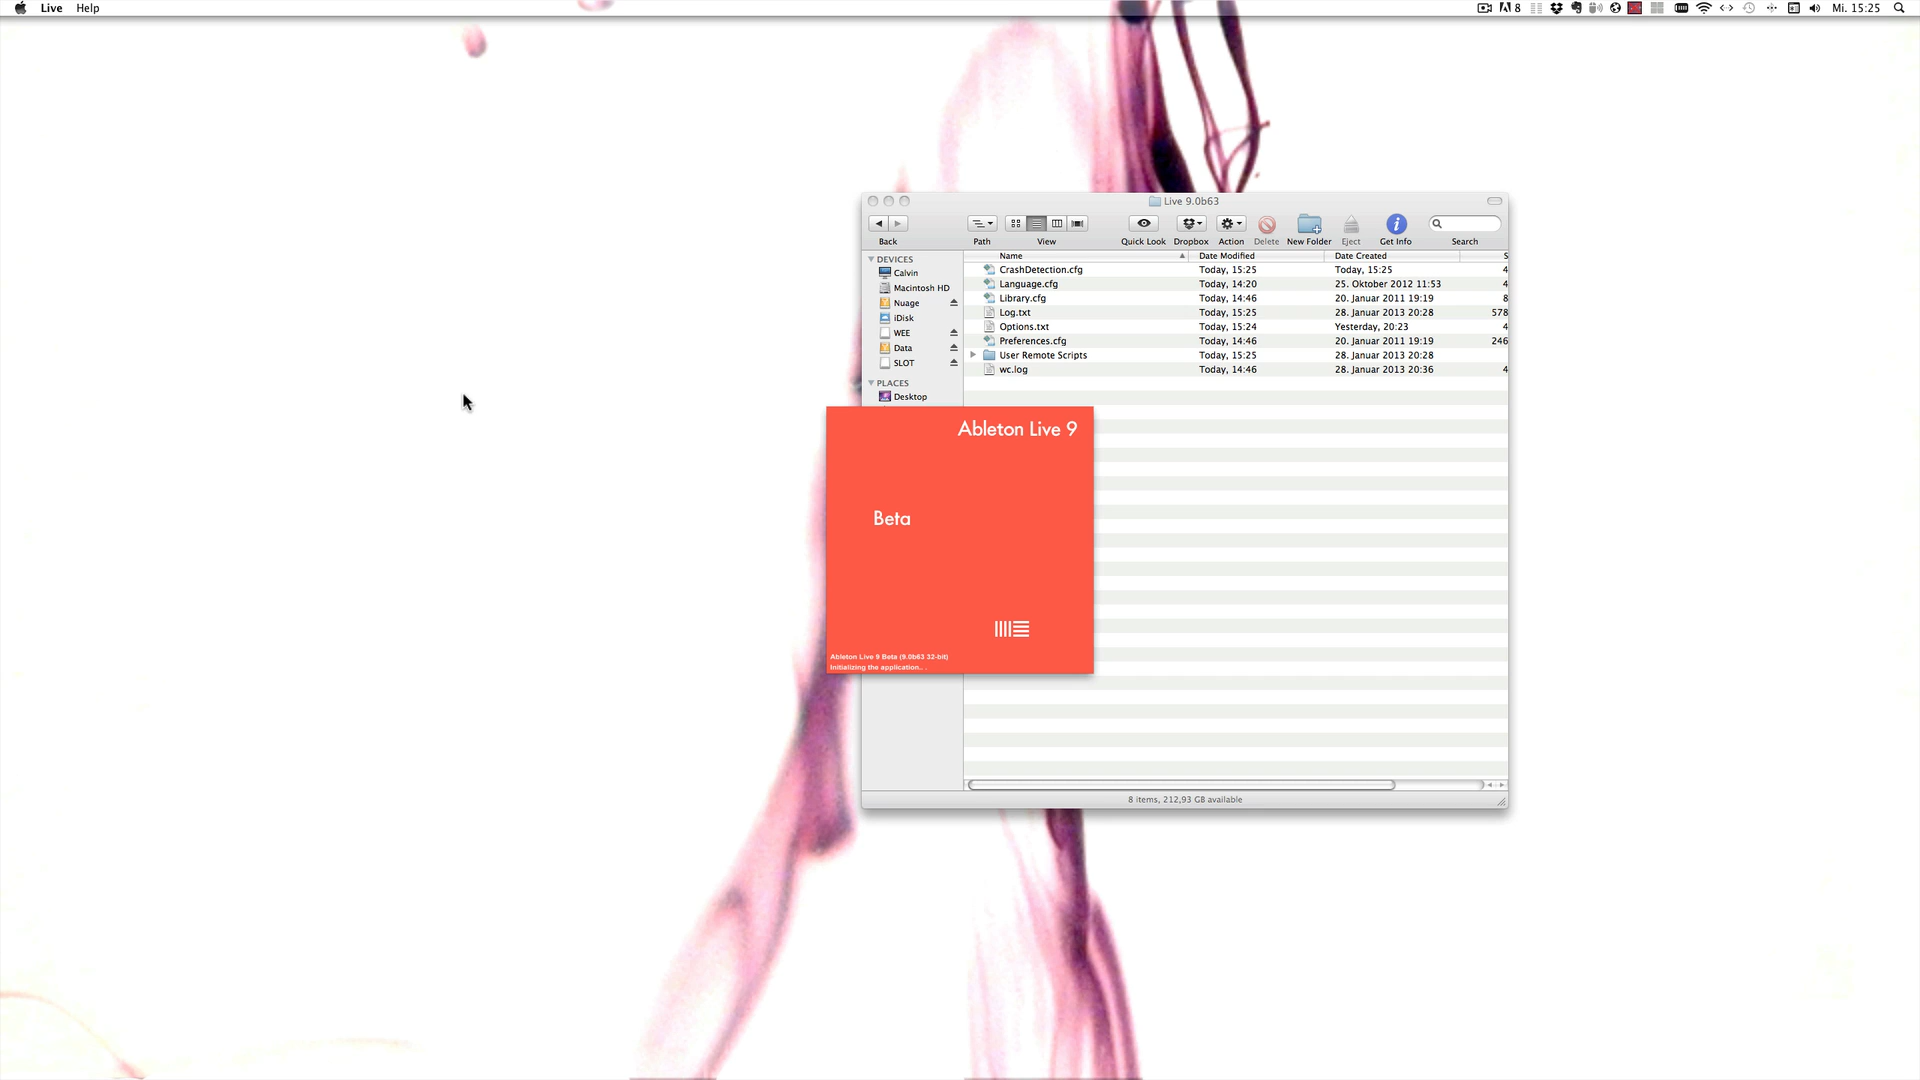 Live Help 8 Mi. 15:25
Live 9.0b63
Back Path View Quick Look Dropbox Action Delete New Folder Eject Get Info Search
DEVICES
Calvin
Macintosh HD
Nuage
iDisk
WEE
Data
SLOT
PLACES
Desktop
Name Date Modified Date Created S
CrashDetection.cfg Today, 15:25 Today, 15:25 4
Language.cfg Today, 14:20 25. Oktober 2012 11:53 4
Library.cfg Today, 14:46 20. Januar 2011 19:19 8
Log.txt Today, 15:25 28. Januar 2013 20:28 578
Options.txt Today, 15:24 Yesterday, 20:23 4
Preferences.cfg Today, 14:46 20. Januar 2011 19:19 246
User Remote Scripts Today, 15:25 28. Januar 2013 20:28
wc.log Today, 14:46 28. Januar 2013 20:36 4
Ableton Live 9
Beta
Ableton Live 9 Beta (9.0b63 32-bit)
Initializing the application.. .
8 items, 212,93 GB available